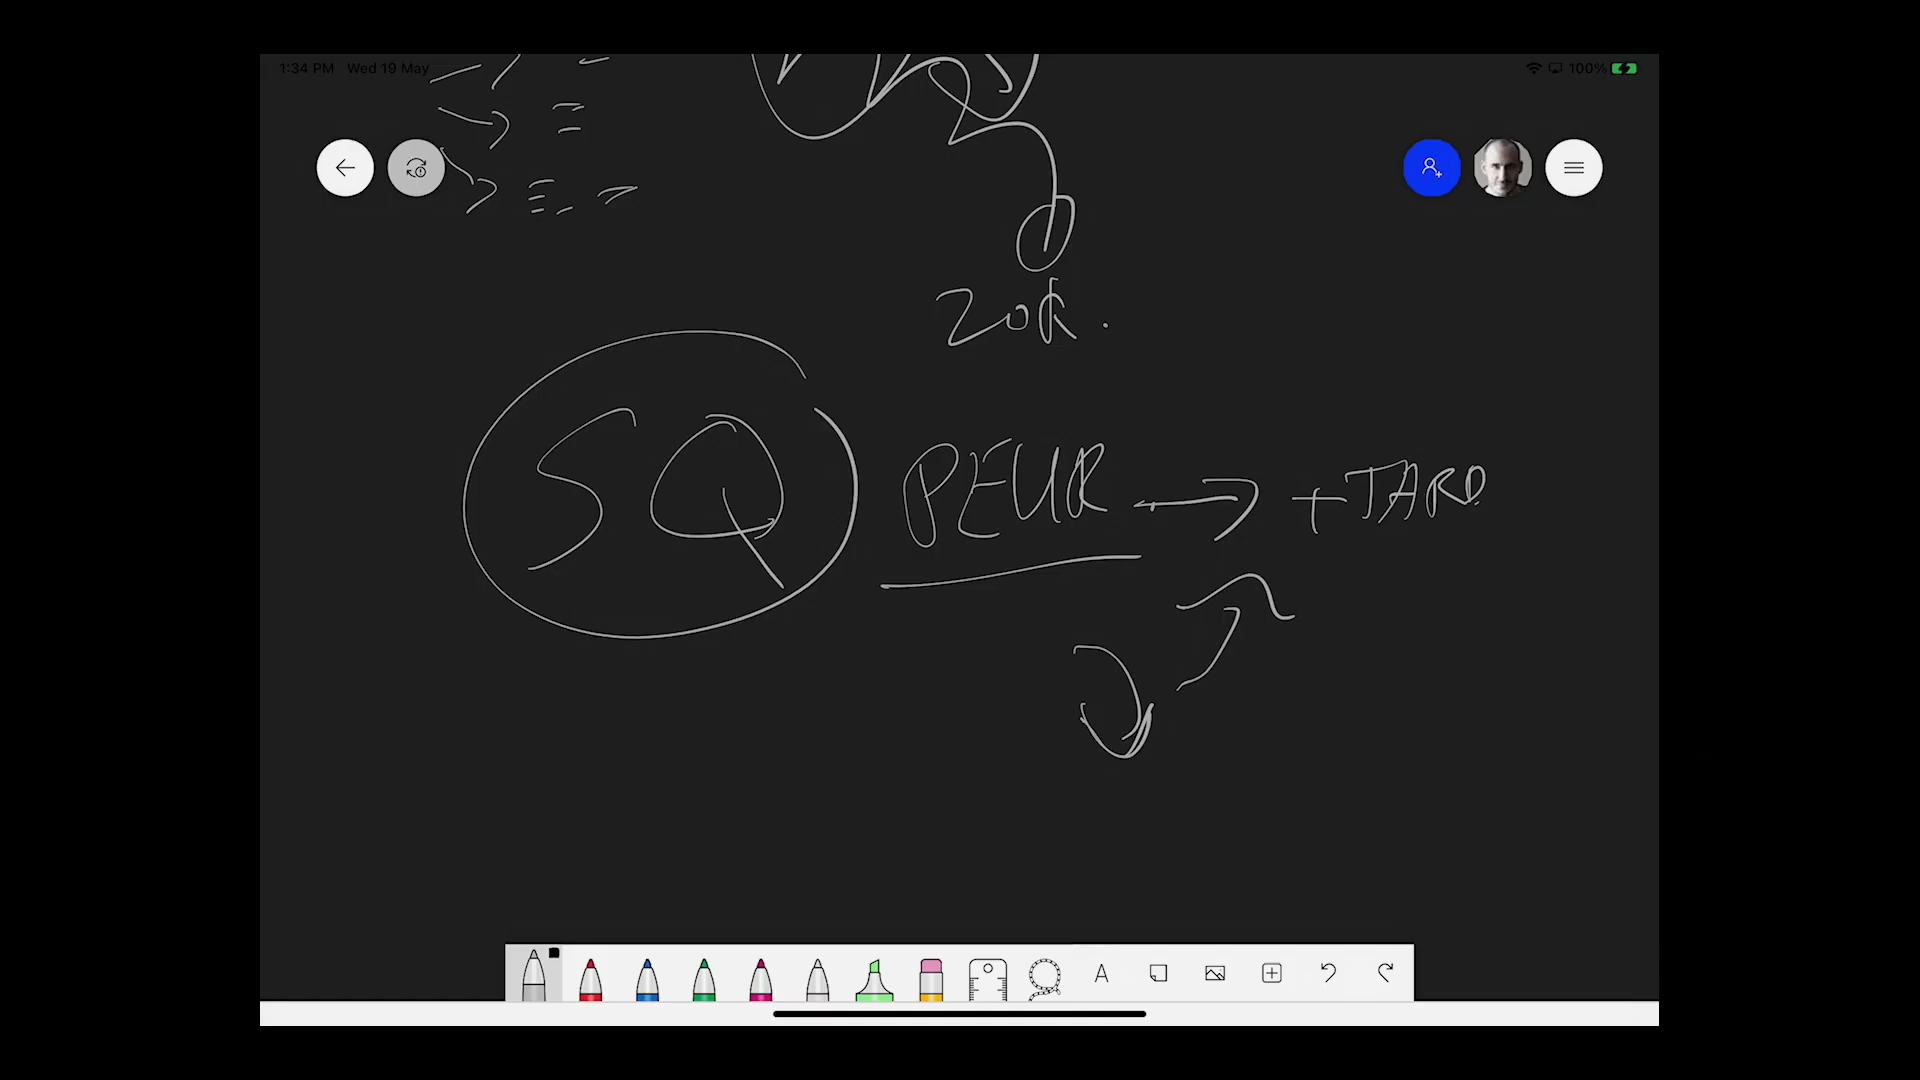 1:34 PM Wed 19 May
100%
20K.
SQ PEUR → + TARD
A